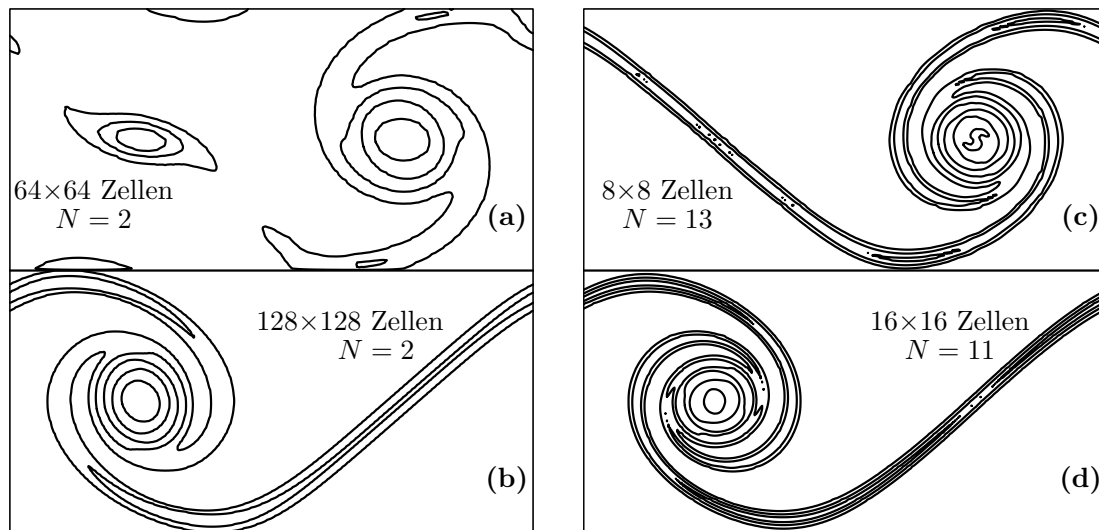 64×64 Zellen
N = 2
(a)
128×128 Zellen
N = 2
(b)
8×8 Zellen
N = 13
(c)
16×16 Zellen
N = 11
(d)